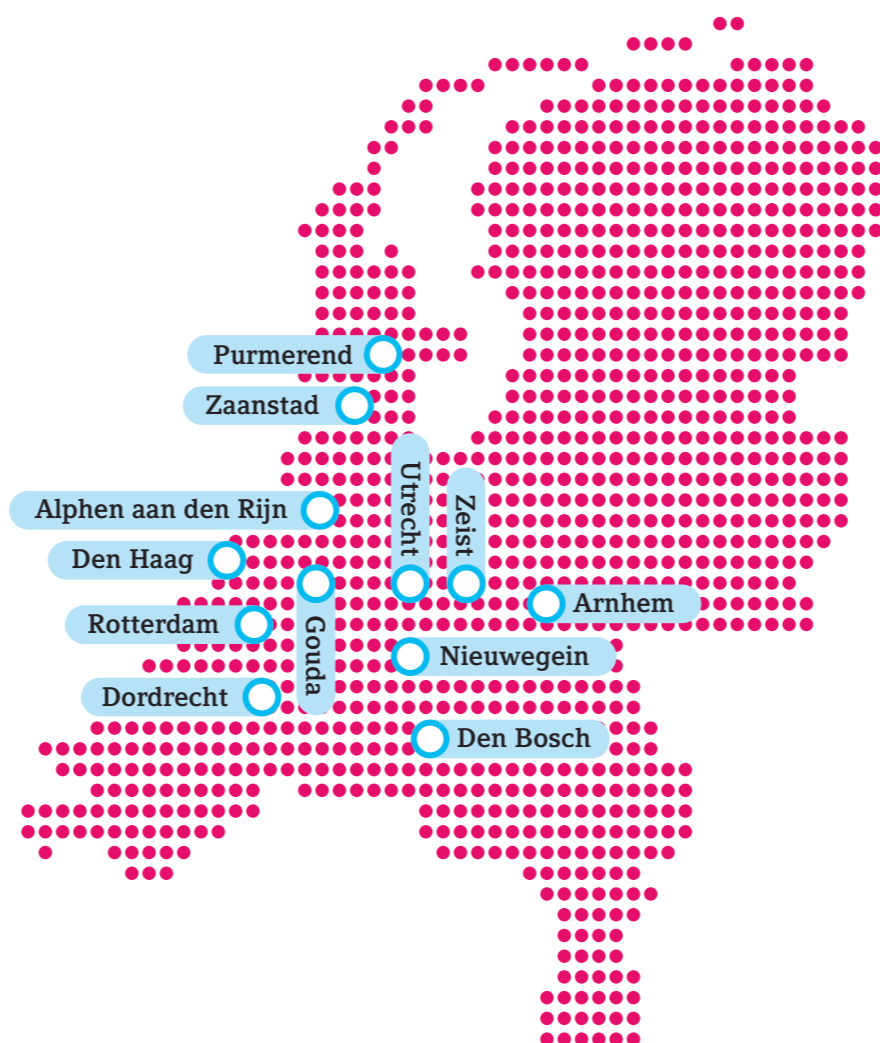 Purmerend
Zaanstad
Utrecht
Zeist
Alphen aan den Rijn
Den Haag
Arnhem
Rotterdam
Gouda
Nieuwegein
Dordrecht
Den Bosch